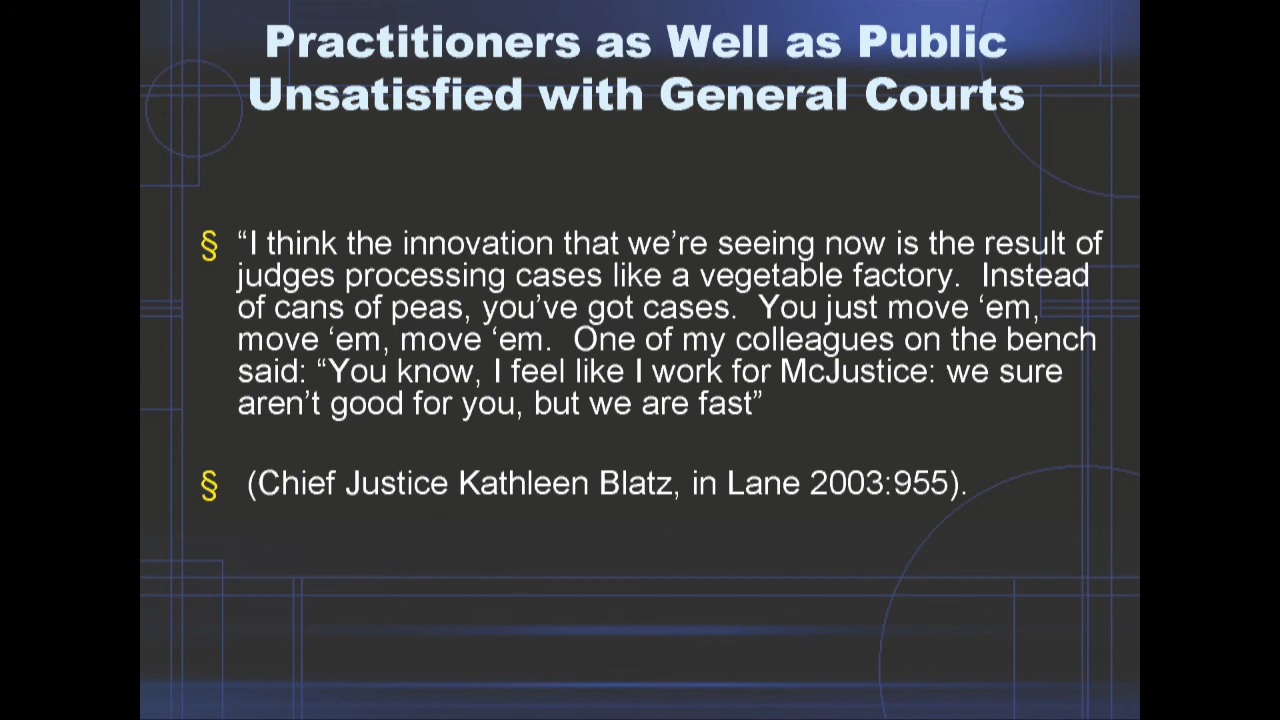 Practitioners as Well as Public
Unsatisfied with General Courts
§ “I think the innovation that we’re seeing now is the result of
judges processing cases like a vegetable factory.  Instead
of cans of peas, you’ve got cases.  You just move ‘em,
move ‘em, move ‘em.  One of my colleagues on the bench
said: “You know, I feel like I work for McJustice: we sure
aren’t good for you, but we are fast”
§ (Chief Justice Kathleen Blatz, in Lane 2003:955).